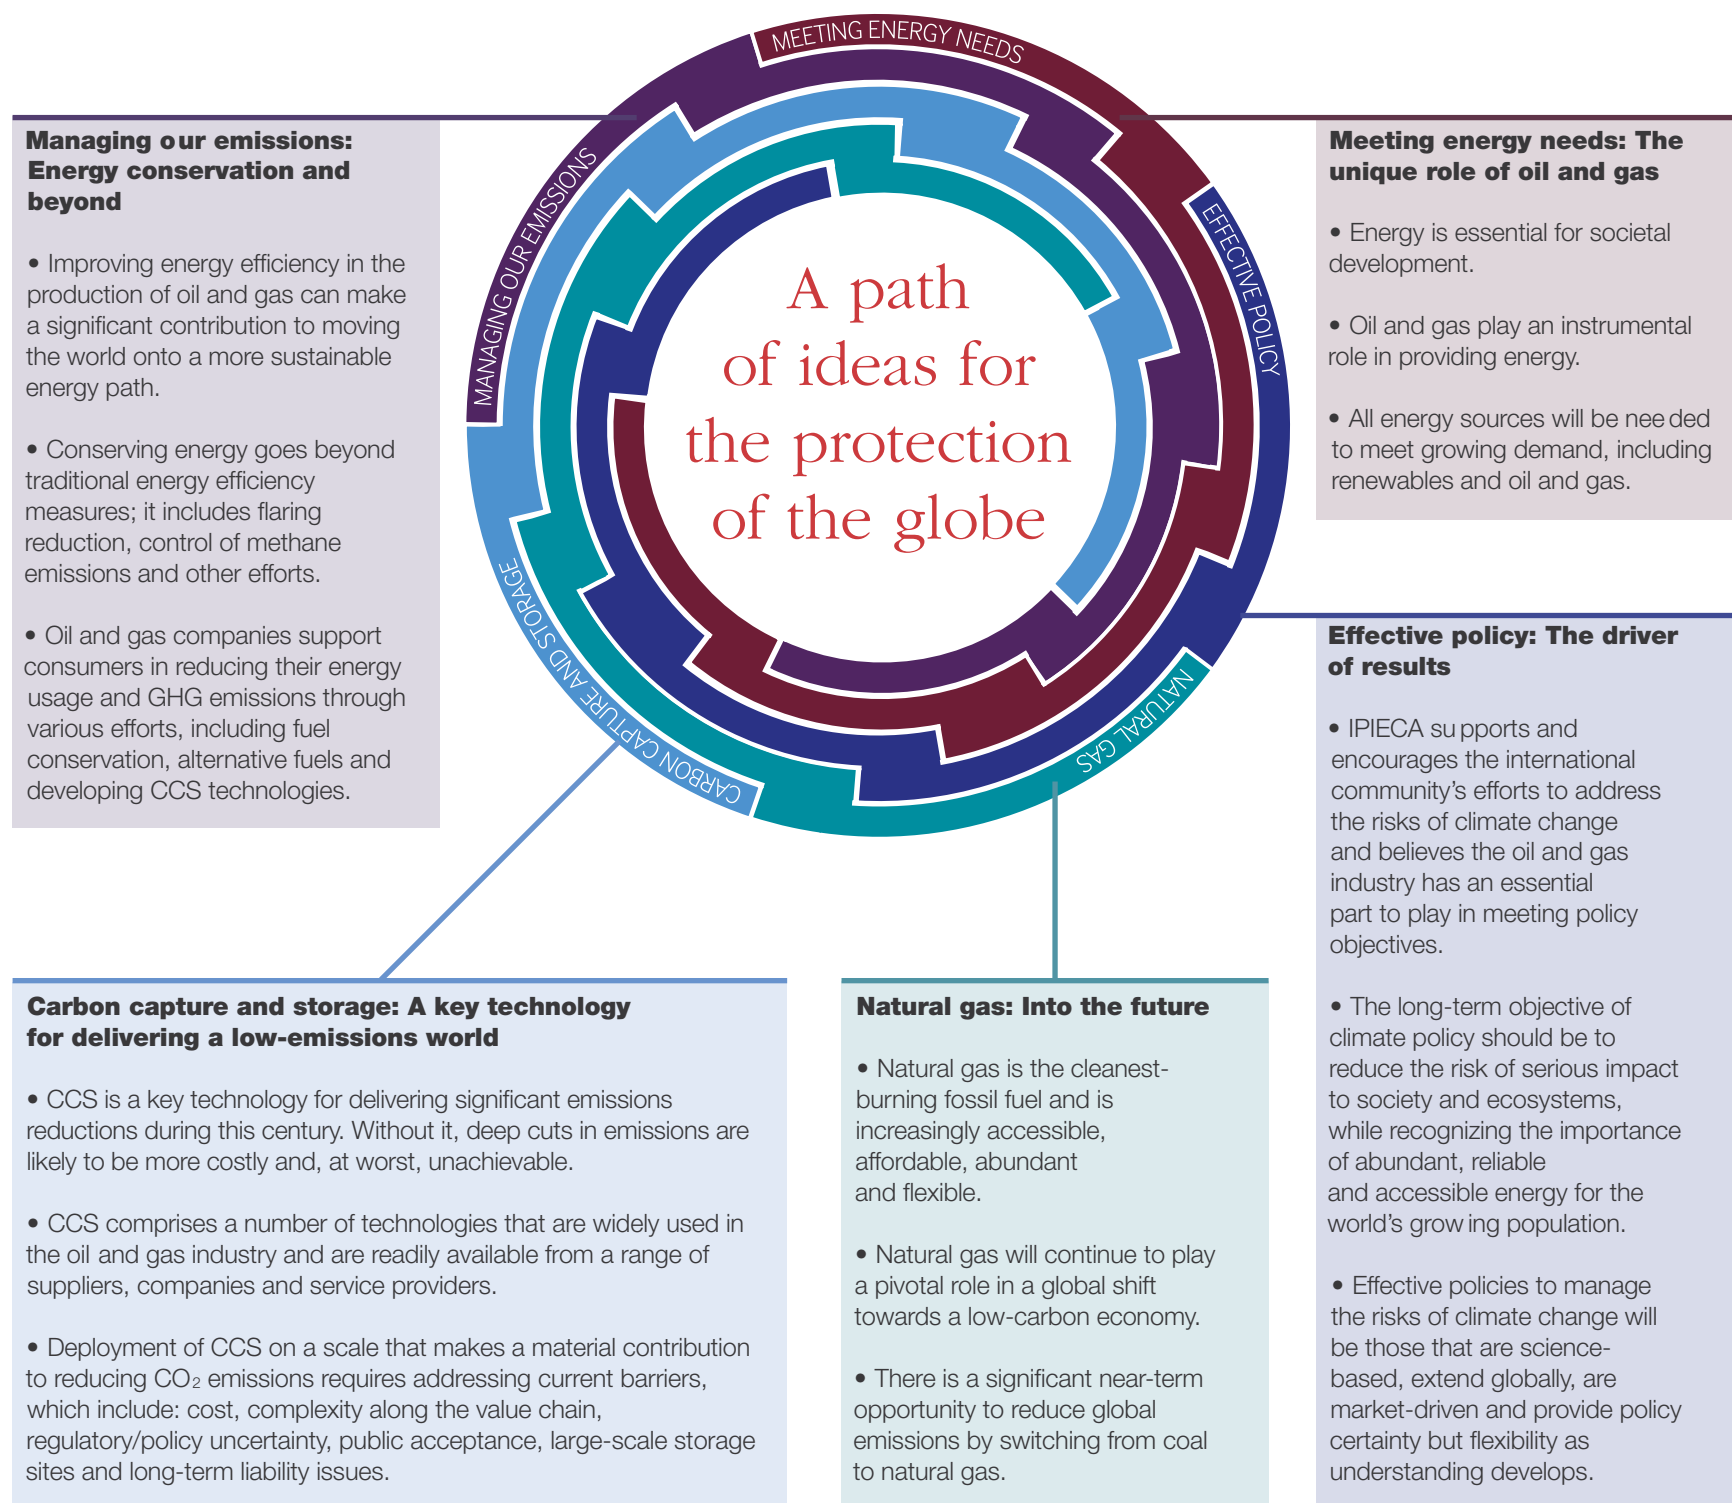 MEETING ENERGY NEEDS
MANAGING OUR EMISSIONS
EFFECTIVE POLICY
CARBON CAPTURE AND STORAGE
NATURAL GAS
A path
of ideas for
the protection
of the globe
Managing our emissions:
Energy conservation and
beyond
• Improving energy efficiency in the
production of oil and gas can make
a significant contribution to moving
the world onto a more sustainable
energy path.
• Conserving energy goes beyond
traditional energy efficiency
measures; it includes flaring
reduction, control of methane
emissions and other efforts.
• Oil and gas companies support
consumers in reducing their energy
usage and GHG emissions through
various efforts, including fuel
conservation, alternative fuels and
developing CCS technologies.
Meeting energy needs: The
unique role of oil and gas
• Energy is essential for societal
development.
• Oil and gas play an instrumental
role in providing energy.
• All energy sources will be needed
to meet growing demand, including
renewables and oil and gas.
Effective policy: The driver
of results
• IPIECA supports and
encourages the international
community’s efforts to address
the risks of climate change
and believes the oil and gas
industry has an essential
part to play in meeting policy
objectives.
• The long-term objective of
climate policy should be to
reduce the risk of serious impact
to society and ecosystems,
while recognizing the importance
of abundant, reliable
and accessible energy for the
world’s growing population.
• Effective policies to manage
the risks of climate change will
be those that are science-
based, extend globally, are
market-driven and provide policy
certainty but flexibility as
understanding develops.
Carbon capture and storage: A key technology
for delivering a low-emissions world
• CCS is a key technology for delivering significant emissions
reductions during this century. Without it, deep cuts in emissions are
likely to be more costly and, at worst, unachievable.
• CCS comprises a number of technologies that are widely used in
the oil and gas industry and are readily available from a range of
suppliers, companies and service providers.
• Deployment of CCS on a scale that makes a material contribution
to reducing CO₂ emissions requires addressing current barriers,
which include: cost, complexity along the value chain,
regulatory/policy uncertainty, public acceptance, large-scale storage
sites and long-term liability issues.
Natural gas: Into the future
• Natural gas is the cleanest-
burning fossil fuel and is
increasingly accessible,
affordable, abundant
and flexible.
• Natural gas will continue to play
a pivotal role in a global shift
towards a low-carbon economy.
• There is a significant near-term
opportunity to reduce global
emissions by switching from coal
to natural gas.